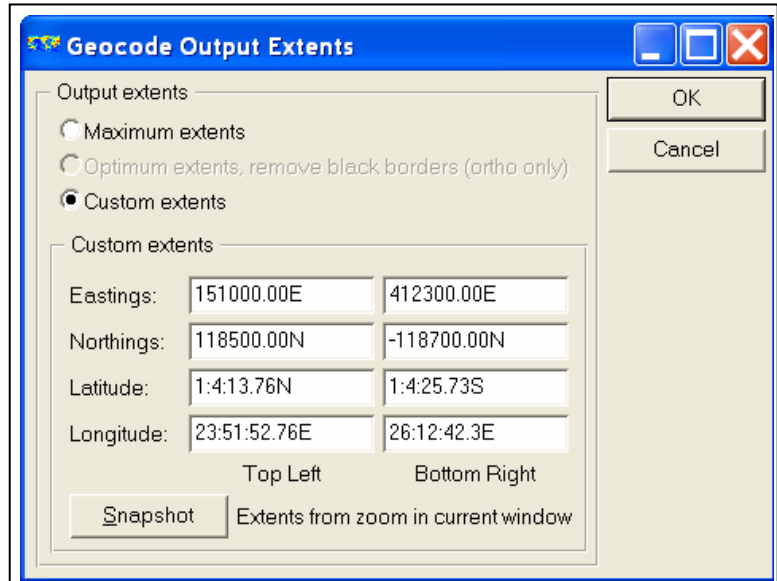 Geocode Output Extents
Output extents
OK
Maximum extents
Cancel
Optimum extents, remove black borders (ortho only)
Custom extents
Custom extents
Eastings: 151000.00E 412300.00E
Northings: 118500.00N -118700.00N
Latitude: 1:4:13.76N 1:4:25.73S
Longitude: 23:51:52.76E 26:12:42.3E
Top Left Bottom Right
Snapshot Extents from zoom in current window